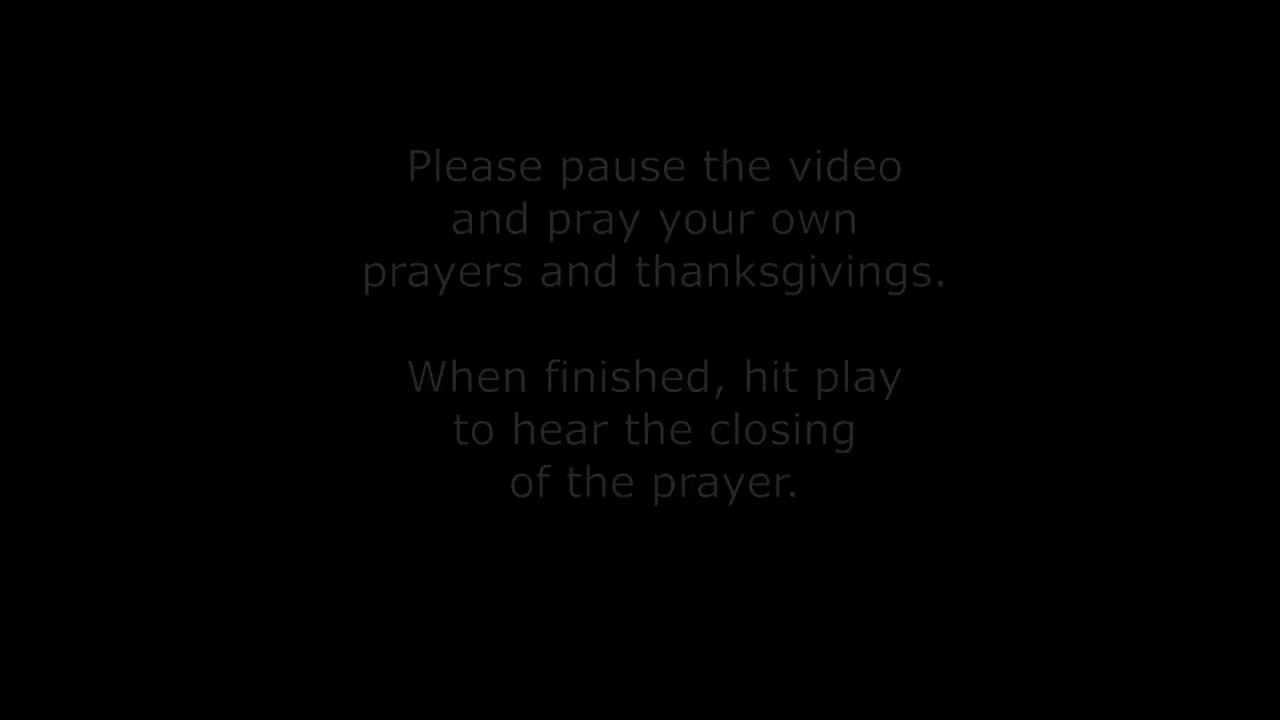 Please pause the video
and pray your own
prayers and thanksgivings.
When finished, hit play
to hear the closing
of the prayer.